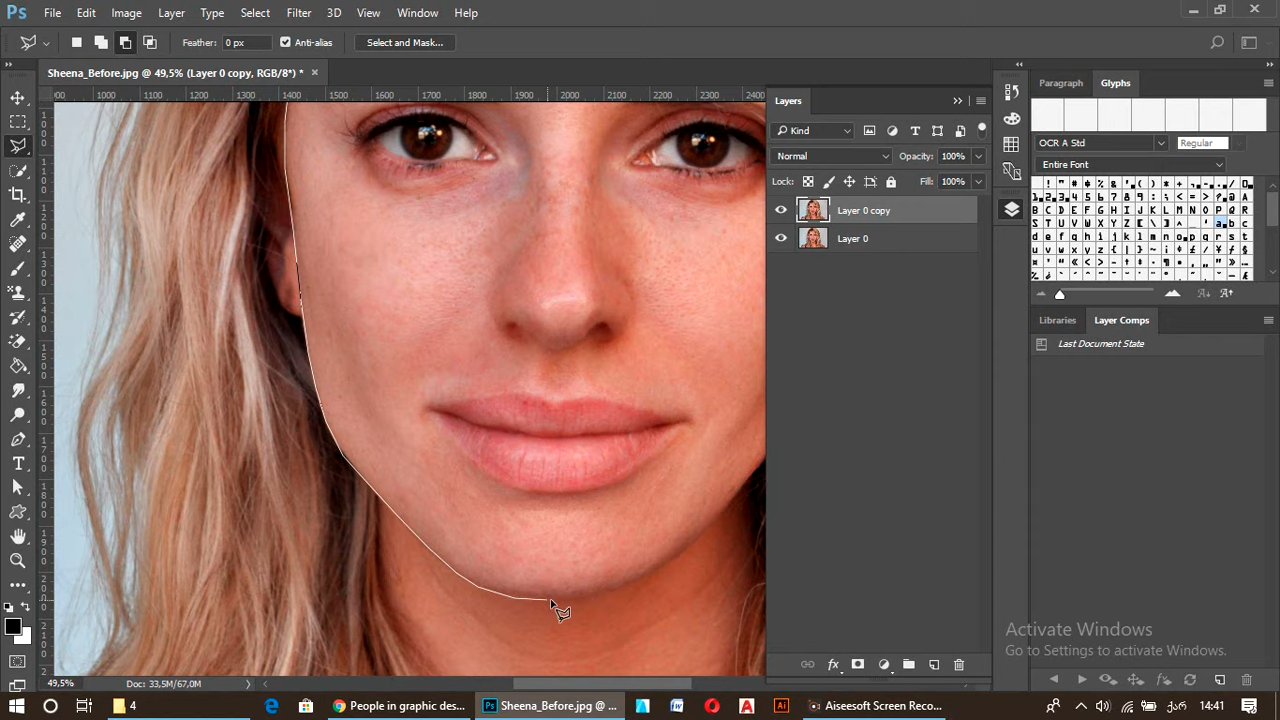 Ps File Edit Image Layer Type Select Filter 3D View Window Help
Feather: 0 px Anti-alias Select and Mask...
Sheena_Before.jpg @ 49,5% (Layer 0 copy, RGB/8*) * ×
900 1000 1100 1200 1300 1400 1500 1600 1700 1800 1900 2000 2100 2200 2300 2400
Layers
Kind
Normal Opacity: 100%
Lock: Fill: 100%
Layer 0 copy
Layer 0
fx
Paragraph Glyphs
OCR A Std Regular
Entire Font
Libraries Layer Comps
Last Document State
Activate Windows
Go to Settings to activate Windows.
49,5% Doc: 33,5M/67,0M
4
People in graphic des...
Sheena_Before.jpg @ ...
Aiseesoft Screen Reco...
14:41